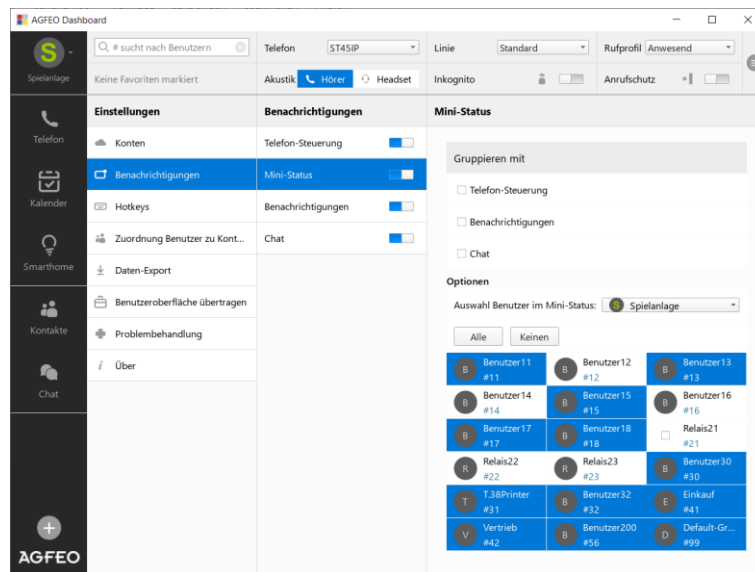 AGFEO Dashboard
S
Spielanlage
# sucht nach Benutzern
Keine Favoriten markiert
Telefon
ST45IP
Akustik
Hörer
Headset
Linie
Standard
Inkognito
Rufprofil
Anwesend
Anrufschutz
Telefon
Kalender
Smarthome
Kontakte
Chat
AGFEO
Einstellungen
Konten
Benachrichtigungen
Hotkeys
Zuordnung Benutzer zu Kont...
Daten-Export
Benutzeroberfläche übertragen
Problembehandlung
i Über
Benachrichtigungen
Telefon-Steuerung
Mini-Status
Benachrichtigungen
Chat
Mini-Status
Gruppieren mit
Telefon-Steuerung
Benachrichtigungen
Chat
Optionen
Auswahl Benutzer im Mini-Status:
S Spielanlage
Alle
Keinen
B Benutzer11
#11
B Benutzer12
#12
B Benutzer13
#13
B Benutzer14
#14
B Benutzer15
#15
B Benutzer16
#16
B Benutzer17
#17
B Benutzer18
#18
Relais21
#21
R Relais22
#22
R Relais23
#23
B Benutzer30
#30
T T.38Printer
#31
B Benutzer32
#32
E Einkauf
#41
V Vertrieb
#42
B Benutzer200
#56
D Default-Gr...
#99